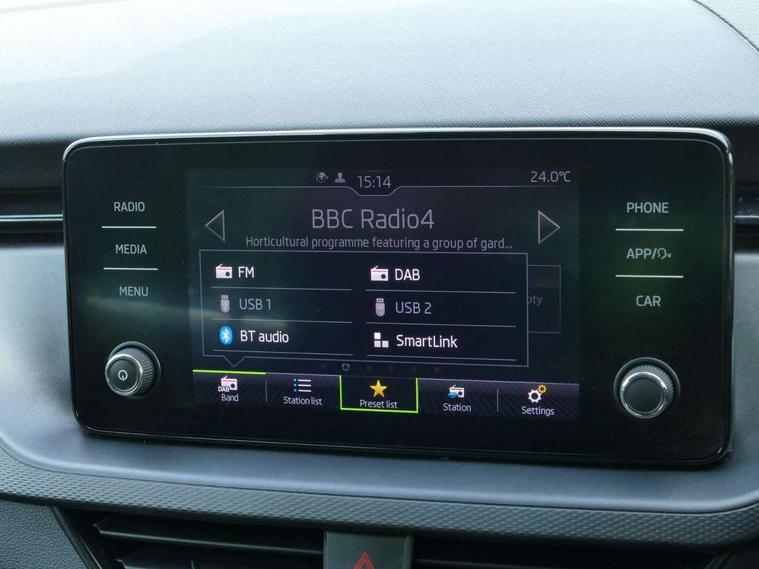 RADIO
MEDIA
MENU
15:14
24.0°C
BBC Radio4
Horticultural programme featuring a group of gard...
FM
DAB
USB 1
USB 2
BT audio
SmartLink
DAB
Band
Station list
Preset list
Station
Settings
PHONE
APP/
CAR